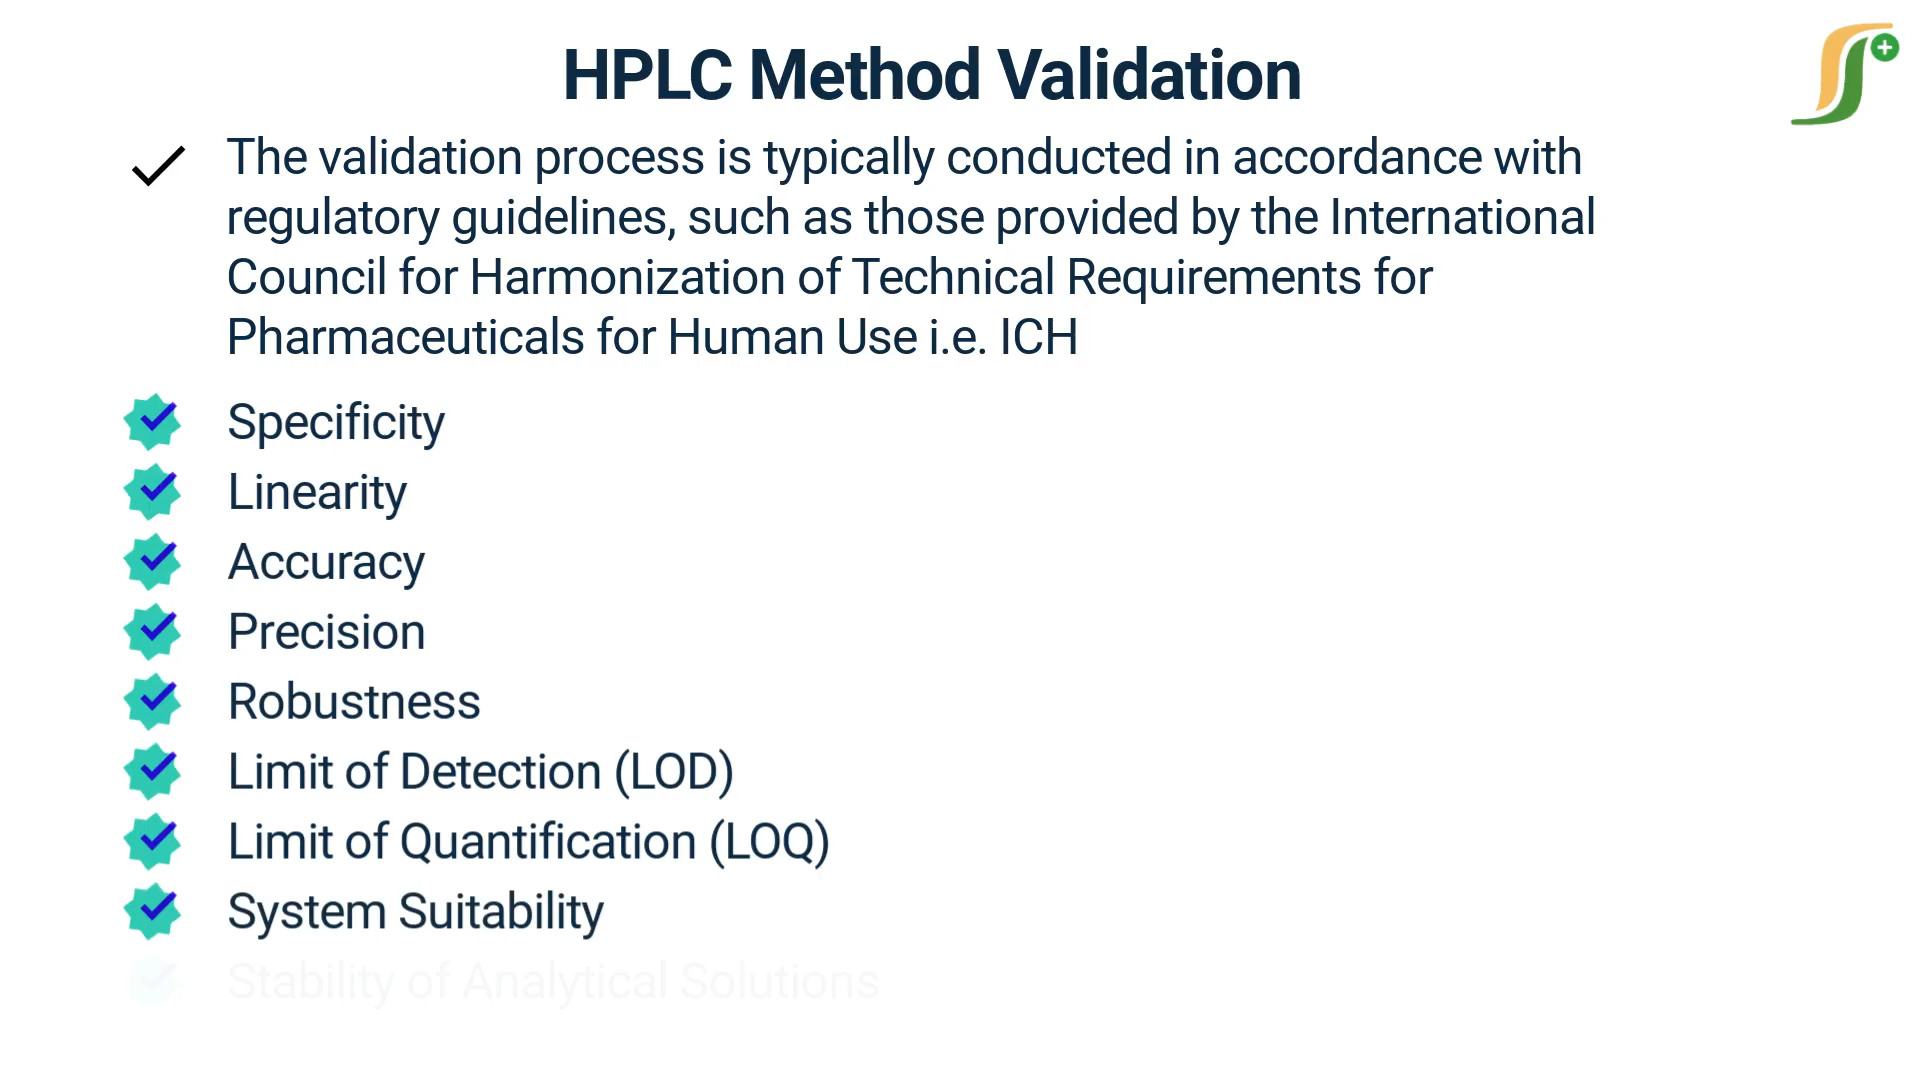 HPLC Method Validation
The validation process is typically conducted in accordance with
regulatory guidelines, such as those provided by the International
Council for Harmonization of Technical Requirements for
Pharmaceuticals for Human Use i.e. ICH
Specificity
Linearity
Accuracy
Precision
Robustness
Limit of Detection (LOD)
Limit of Quantification (LOQ)
System Suitability
Stability of Analytical Solutions